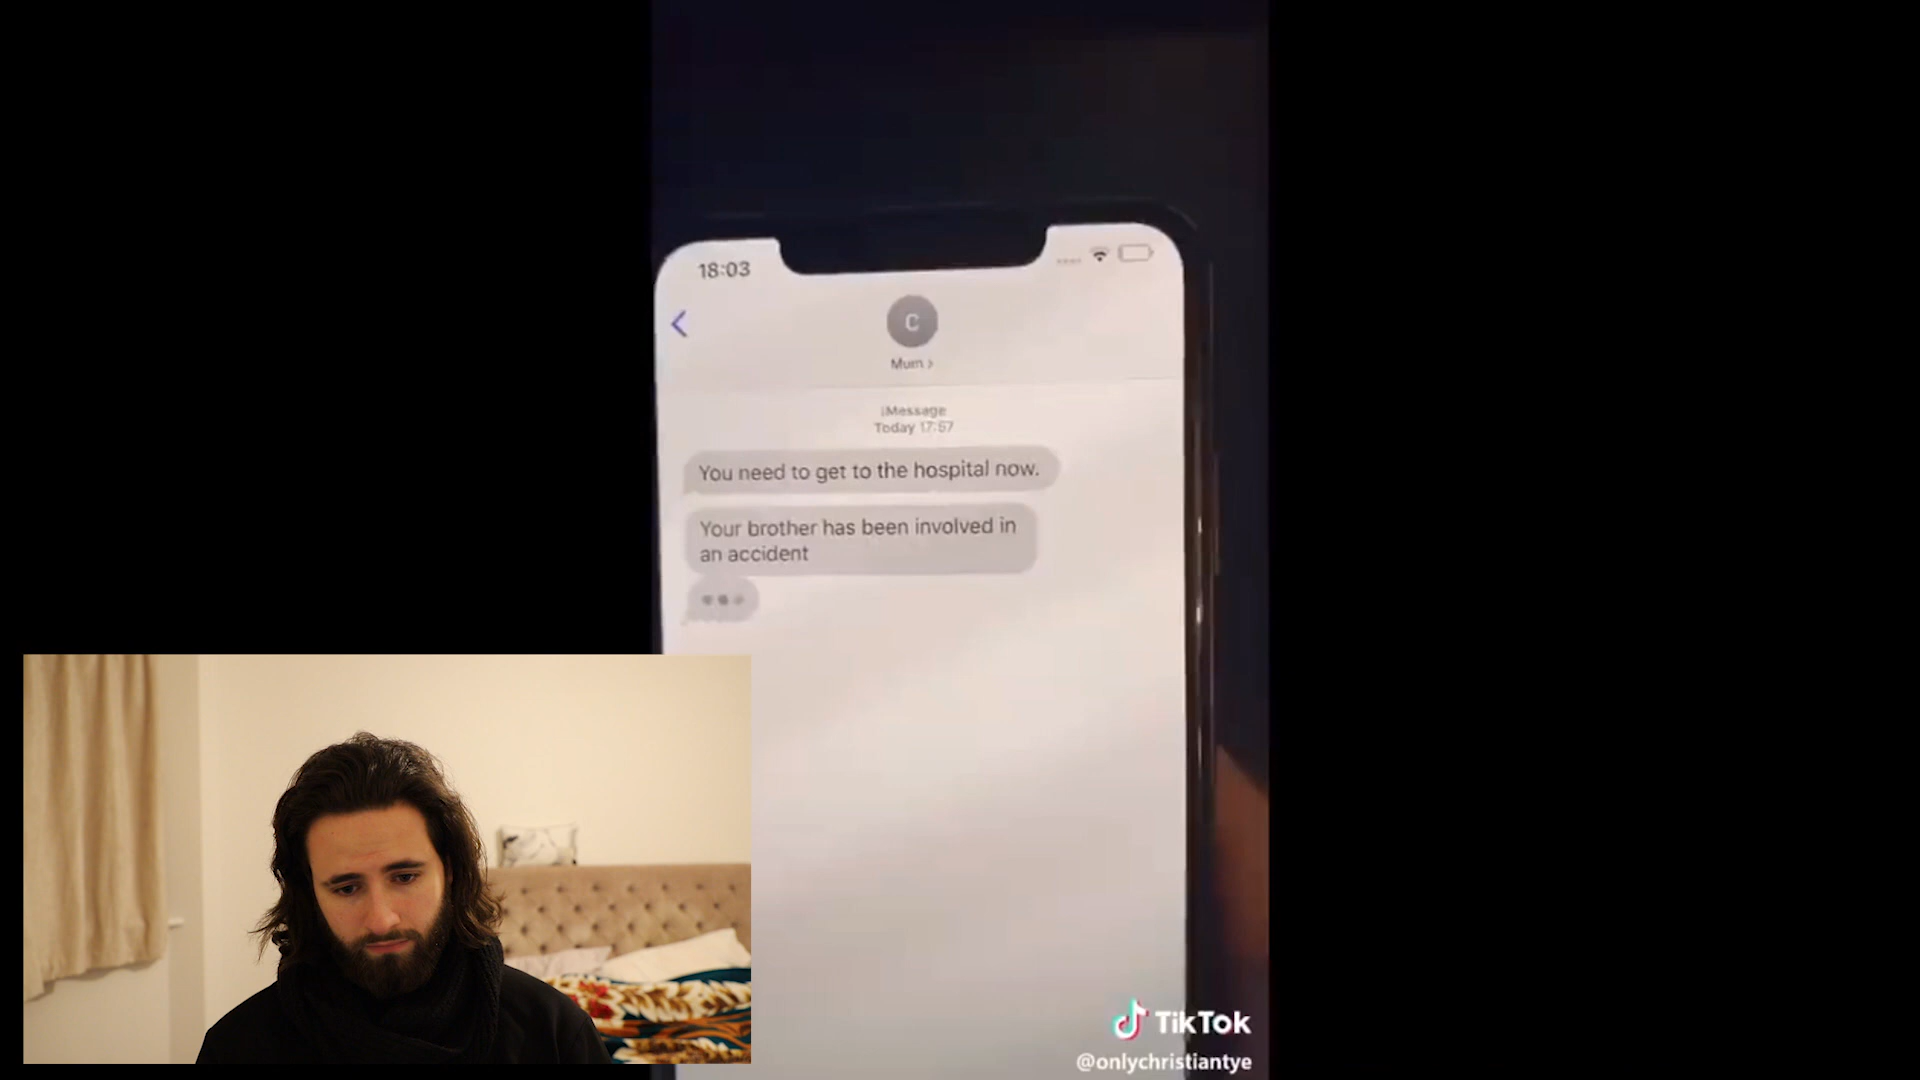 18:03
C
Mum >
iMessage
Today 17:57
You need to get to the hospital now.
Your brother has been involved in
an accident
TikTok
@onlychristiantye